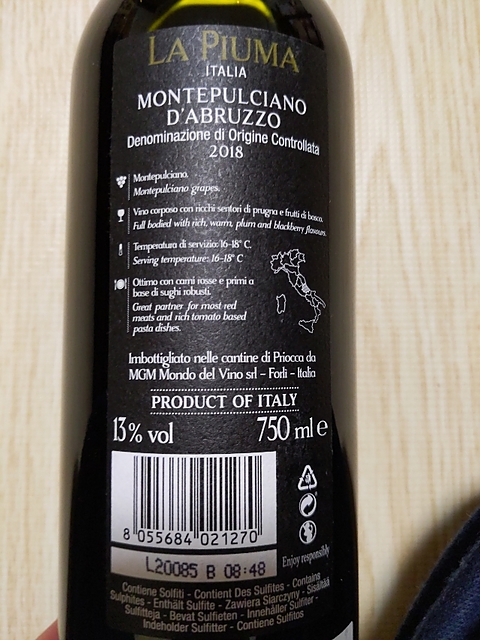 LA PIUMA
ITALIA
MONTEPULCIANO
D'ABRUZZO
Denominazione di Origine Controllata
2018
Montepulciano.
Montepulciano grapes.
Vino corposo con ricchi sentori di prugna e frutti di bosco.
Full bodied with rich, warm, plum and blackberry flavours.
Temperatura di servizio: 16-18° C.
Serving temperature: 16-18° C
Ottimo con carni rosse e primi a
base di sughi robusti.
Great partner for most red
meats and rich tomato based
pasta dishes.
Imbottigliato nelle cantine di Priocca da
MGM Mondo del Vino srl - Forlì - Italia
PRODUCT OF ITALY
13% vol 750 ml e
8 055684 021270
L20085 B 08:48
Enjoy responsibly
Contiene Solfiti - Contient Des Sulfites - Contains
Sulphites - Enthält Sulfite - Zawiera Siarczyny - Sisältää
Sulfitteja - Bevat Sulfieten - Innehåller Sulfiter -
Indeholder Sulfitter - Contiene Sulfitos